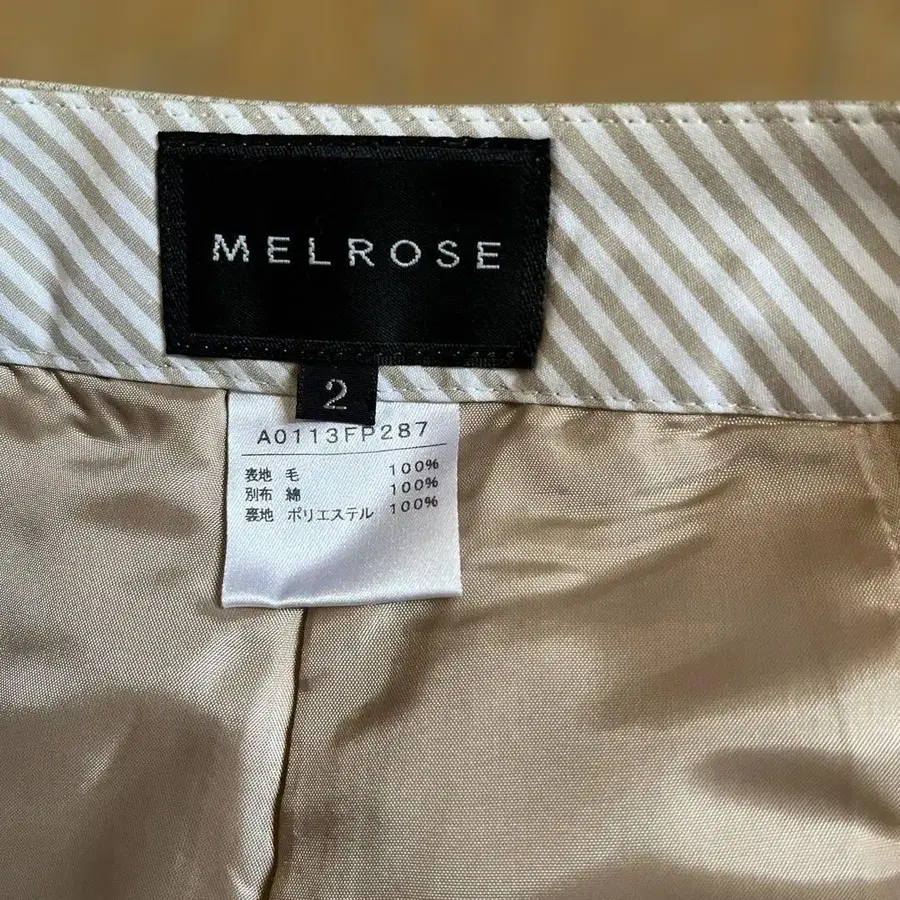 MELROSE
2
A0113FP287
表地 毛 100%
別布 綿 100%
裏地 ポリエステル 100%